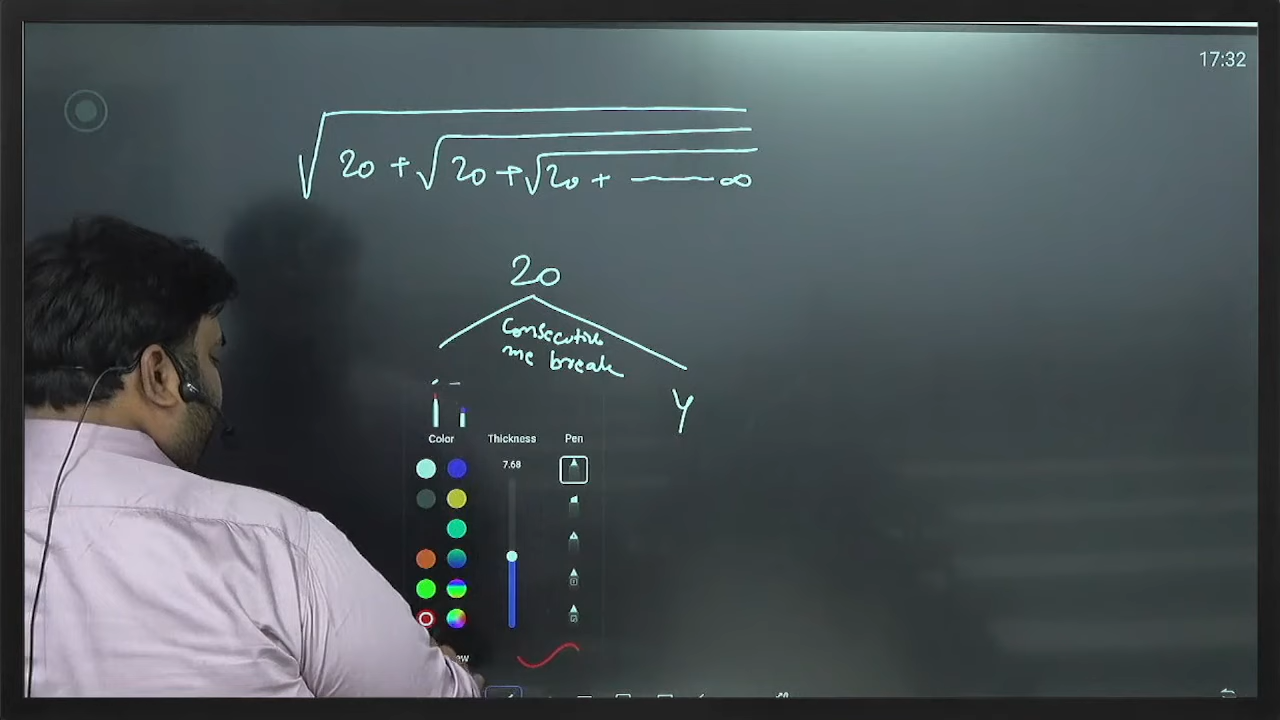 17:32
√20 + √20 + √20 + —— ∞
20
Consecutive
me break
Y
Color Thickness Pen
7.68